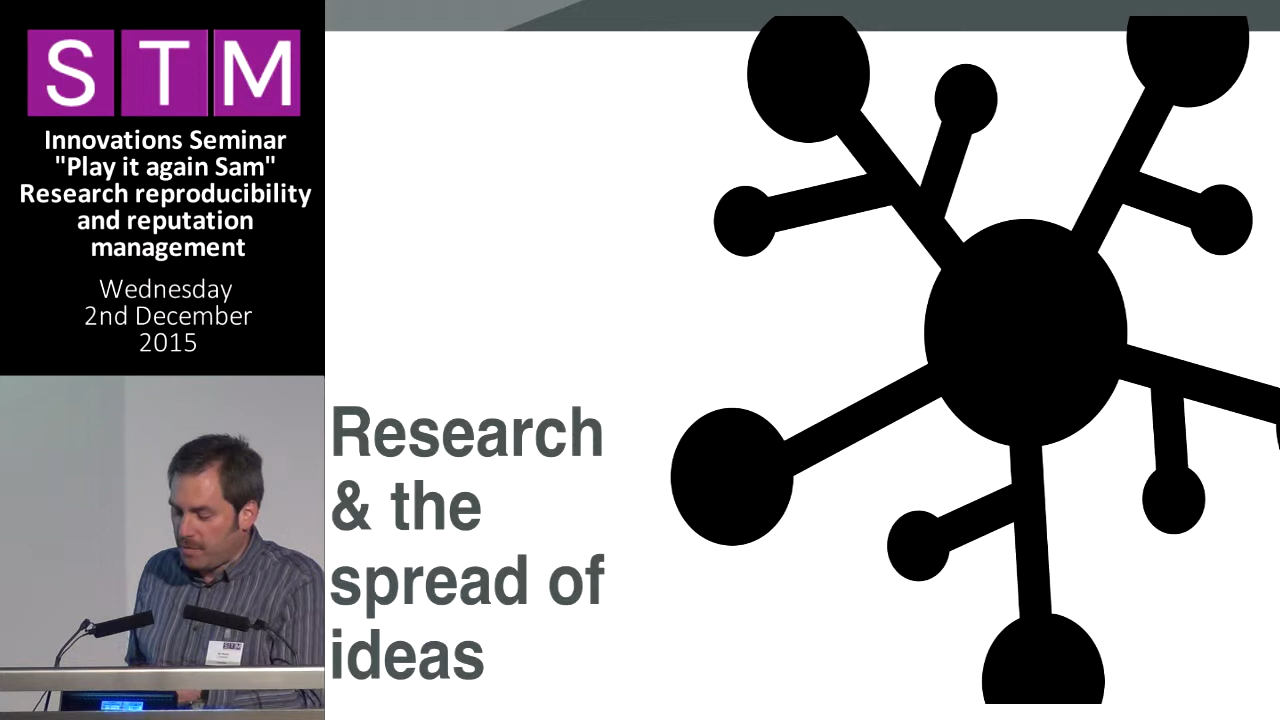 STM
Innovations Seminar
"Play it again Sam"
Research reproducibility
and reputation
management
Wednesday
2nd December
2015
Research
& the
spread of
ideas
STM